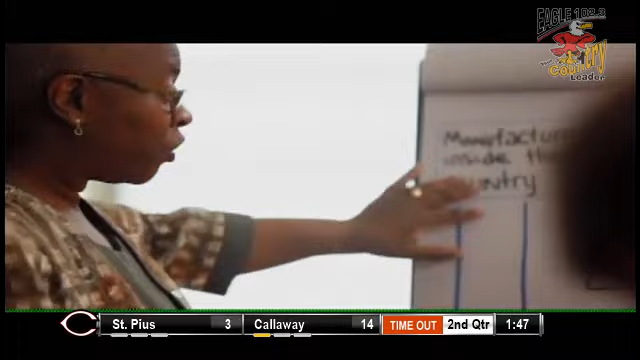 EAGLE 102.3
Country
Leader
Manufacturi
inside the
country
St. Pius 3 Callaway 14 TIME OUT 2nd Qtr 1:47